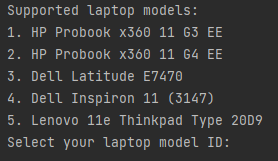 Supported laptop models:
1. HP Probook x360 11 G3 EE
2. HP Probook x360 11 G4 EE
3. Dell Latitude E7470
4. Dell Inspiron 11 (3147)
5. Lenovo 11e Thinkpad Type 20D9
Select your laptop model ID: